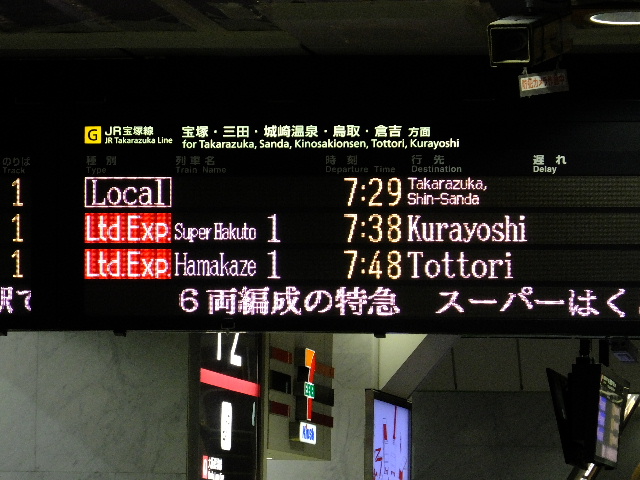 G JR宝塚線 宝塚・三田・城崎温泉・鳥取・倉吉 方面
JR Takarazuka Line for Takarazuka, Sanda, Kinosakionsen, Tottori, Kurayoshi
のりば 種別 列車名 時刻 行先 遅れ
Track Type Train Name Departure Time Destination Delay
1 Local 7:29 Takarazuka, Shin-Sanda
1 Ltd.Exp Super Hakuto 1 7:38 Kurayoshi
1 Ltd.Exp Hamakaze 1 7:48 Tottori
駅で 6両編成の特急 スーパーはく
12
8
7